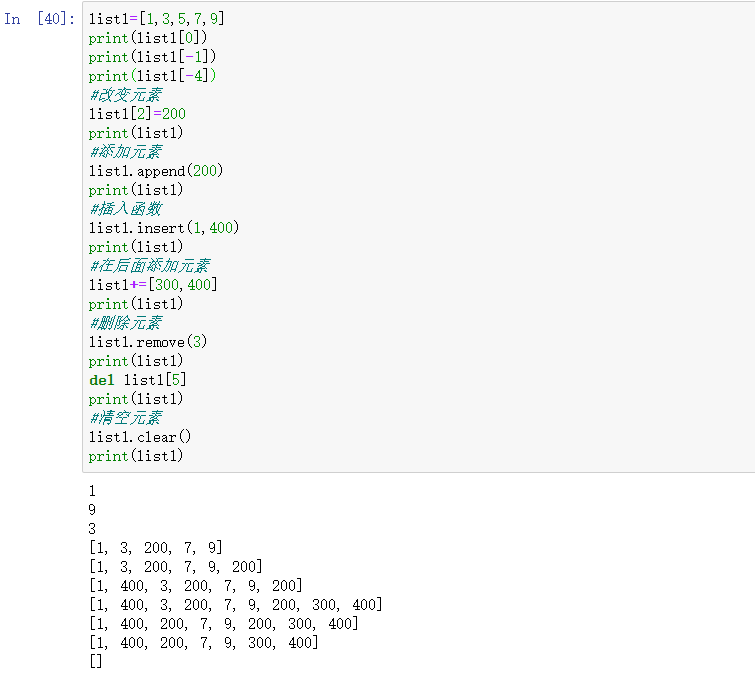 In [40]: list1=[1,3,5,7,9]
print(list1[0])
print(list1[-1])
print(list1[-4])
#改变元素
list1[2]=200
print(list1)
#添加元素
list1.append(200)
print(list1)
#插入函数
list1.insert(1,400)
print(list1)
#在后面添加元素
list1+=[300,400]
print(list1)
#删除元素
list1.remove(3)
print(list1)
del list1[5]
print(list1)
#清空元素
list1.clear()
print(list1)
1
9
3
[1, 3, 200, 7, 9]
[1, 3, 200, 7, 9, 200]
[1, 400, 3, 200, 7, 9, 200]
[1, 400, 3, 200, 7, 9, 200, 300, 400]
[1, 400, 200, 7, 9, 200, 300, 400]
[1, 400, 200, 7, 9, 300, 400]
[]